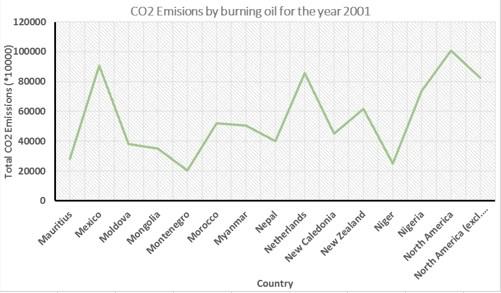 CO2 Emisions by burning oil for the year 2001
Total CO2 Emissions (*10000)
120000
100000
80000
60000
40000
20000
0
Mauritius
Mexico
Moldova
Mongolia
Montenegro
Morocco
Myanmar
Nepal
Netherlands
New Caledonia
New Zealand
Niger
Nigeria
North America
North America (excl....
Country